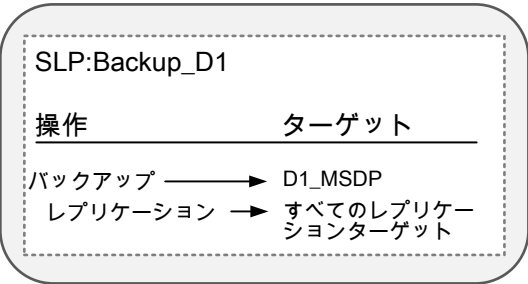 SLP:Backup_D1
操作 ターゲット
バックアップ D1_MSDP
レプリケーション すべてのレプリケー
ションターゲット